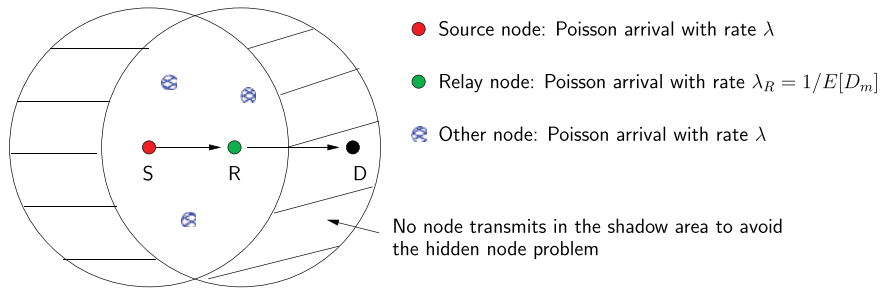 Source node: Poisson arrival with rate λ
Relay node: Poisson arrival with rate λ_R = 1/E[D_m]
Other node: Poisson arrival with rate λ
S R D
No node transmits in the shadow area to avoid
the hidden node problem